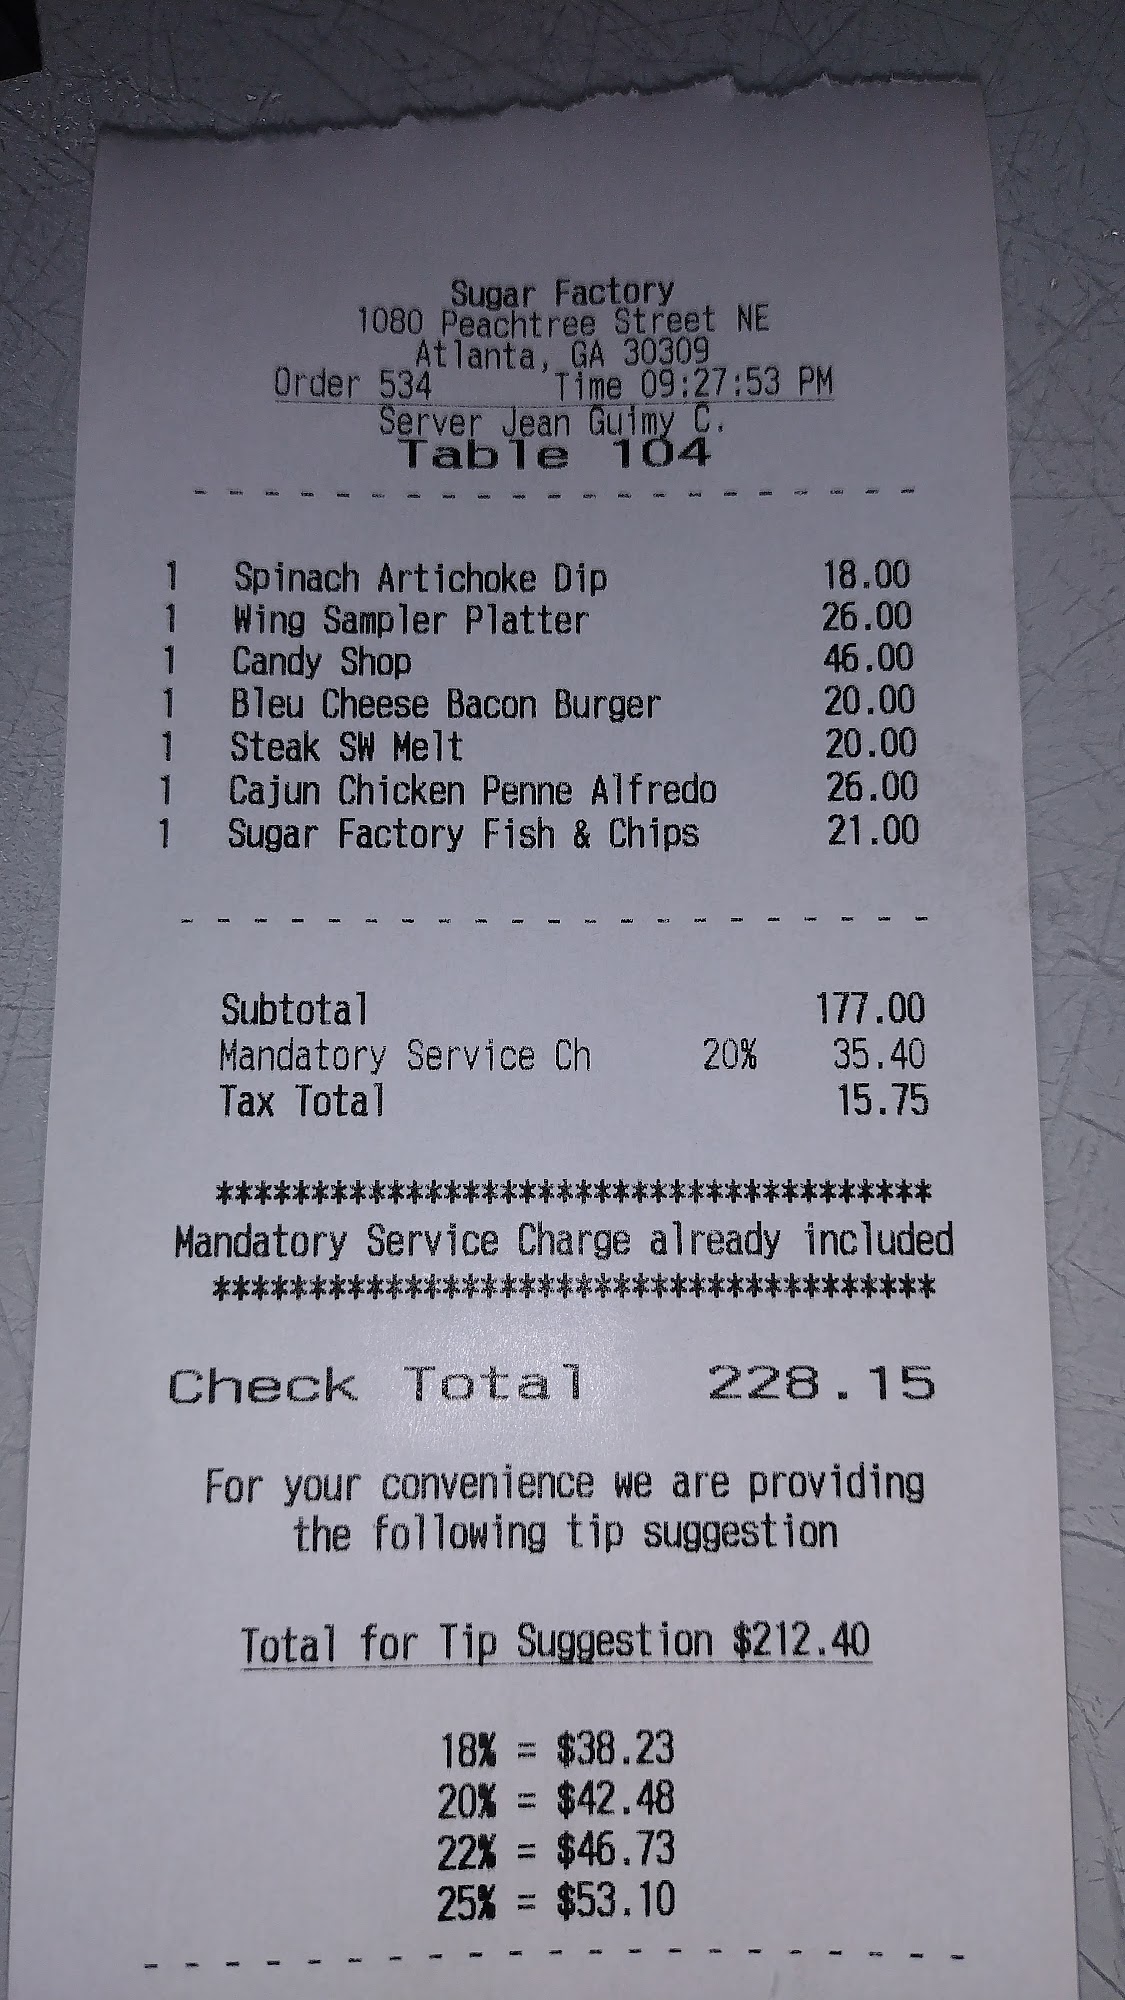 Sugar Factory
1080 Peachtree Street NE
Atlanta, GA 30309
Order 534 Time 09:27:53 PM
Server Jean Guimy C.
Table 104
- - - - - - - - - - - - - - - - - - - - -
1 Spinach Artichoke Dip 18.00
1 Wing Sampler Platter 26.00
1 Candy Shop 46.00
1 Bleu Cheese Bacon Burger 20.00
1 Steak SW Melt 20.00
1 Cajun Chicken Penne Alfredo 26.00
1 Sugar Factory Fish & Chips 21.00
- - - - - - - - - - - - - - - - - - - - -
Subtotal 177.00
Mandatory Service Ch 20% 35.40
Tax Total 15.75
*************************************
Mandatory Service Charge already included
*************************************
Check Total 228.15
For your convenience we are providing
the following tip suggestion
Total for Tip Suggestion $212.40
18% = $38.23
20% = $42.48
22% = $46.73
25% = $53.10
- - - - - - - - - - - - - - - - - - - - -